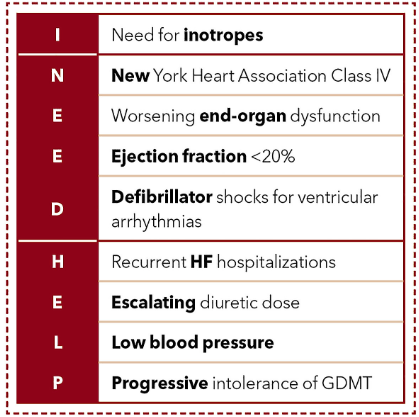 I Need for inotropes
N New York Heart Association Class IV
E Worsening end-organ dysfunction
E Ejection fraction <20%
D Defibrillator shocks for ventricular
arrhythmias
H Recurrent HF hospitalizations
E Escalating diuretic dose
L Low blood pressure
P Progressive intolerance of GDMT